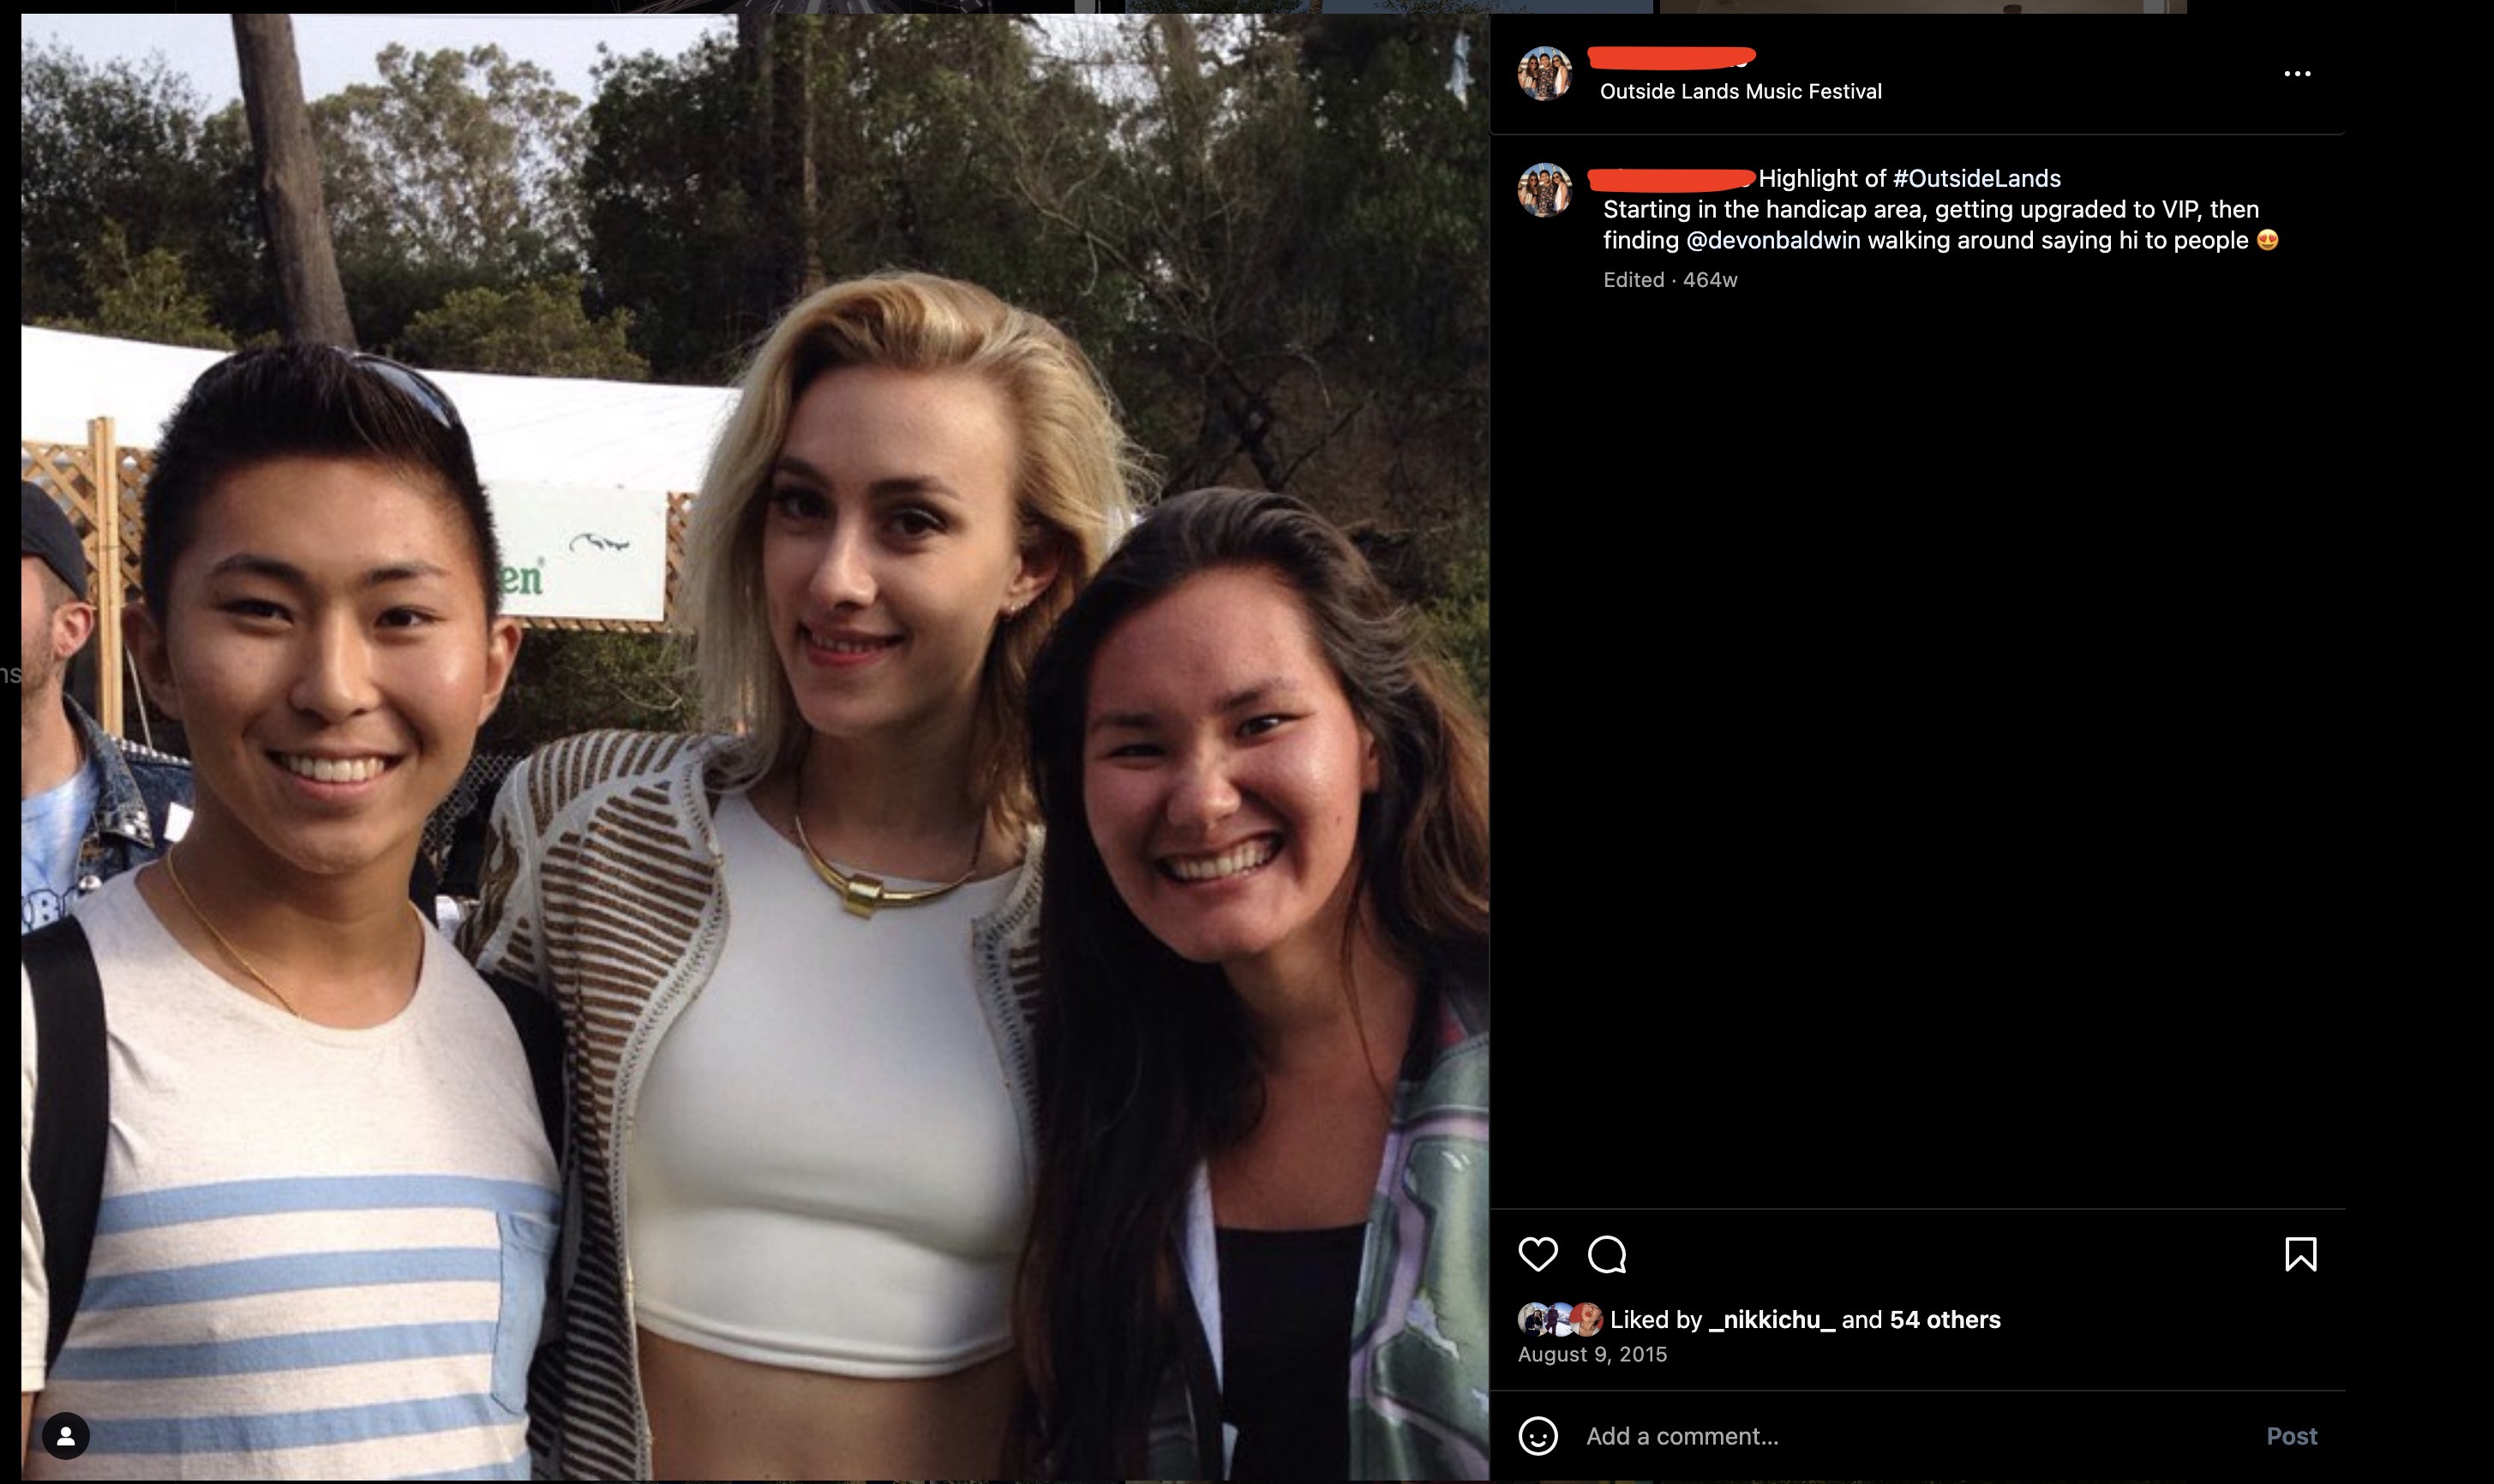 Outside Lands Music Festival
Highlight of #OutsideLands
Starting in the handicap area, getting upgraded to VIP, then
finding @devonbaldwin walking around saying hi to people 😍
Edited · 464w
en
ns
Liked by _nikkichu_ and 54 others
August 9, 2015
Add a comment...
Post